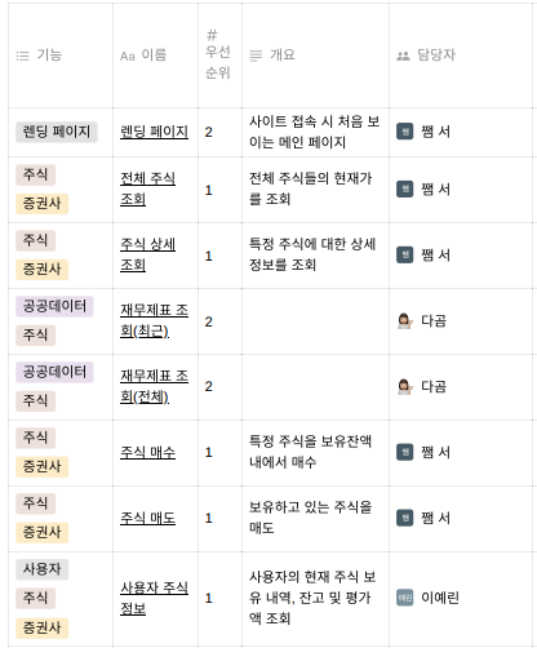 기능
Aa 이름
#
우선
순위
개요
담당자
렌딩 페이지
렌딩 페이지
2
사이트 접속 시 처음 보
이는 메인 페이지
쨈
쨈 서
주식
증권사
전체 주식
조회
1
전체 주식들의 현재가
를 조회
쨈
쨈 서
주식
증권사
주식 상세
조회
1
특정 주식에 대한 상세
정보를 조회
쨈
쨈 서
공공데이터
주식
재무제표 조
회(최근)
2
다곰
공공데이터
주식
재무제표 조
회(전체)
2
다곰
주식
증권사
주식 매수
1
특정 주식을 보유잔액
내에서 매수
쨈
쨈 서
주식
증권사
주식 매도
1
보유하고 있는 주식을
매도
쨈
쨈 서
사용자
주식
증권사
사용자 주식
정보
1
사용자의 현재 주식 보
유 내역, 잔고 및 평가
액 조회
예린
이예린